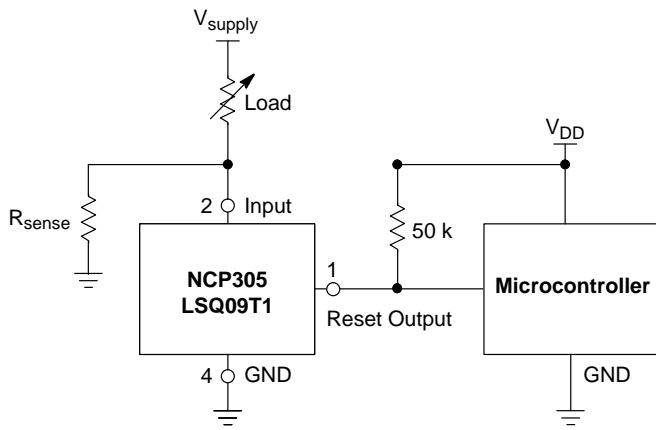 Vsupply
Load
VDD
Rsense
2 Input
50 k
NCP305
LSQ09T1
1
Reset Output
Microcontroller
4 GND
GND